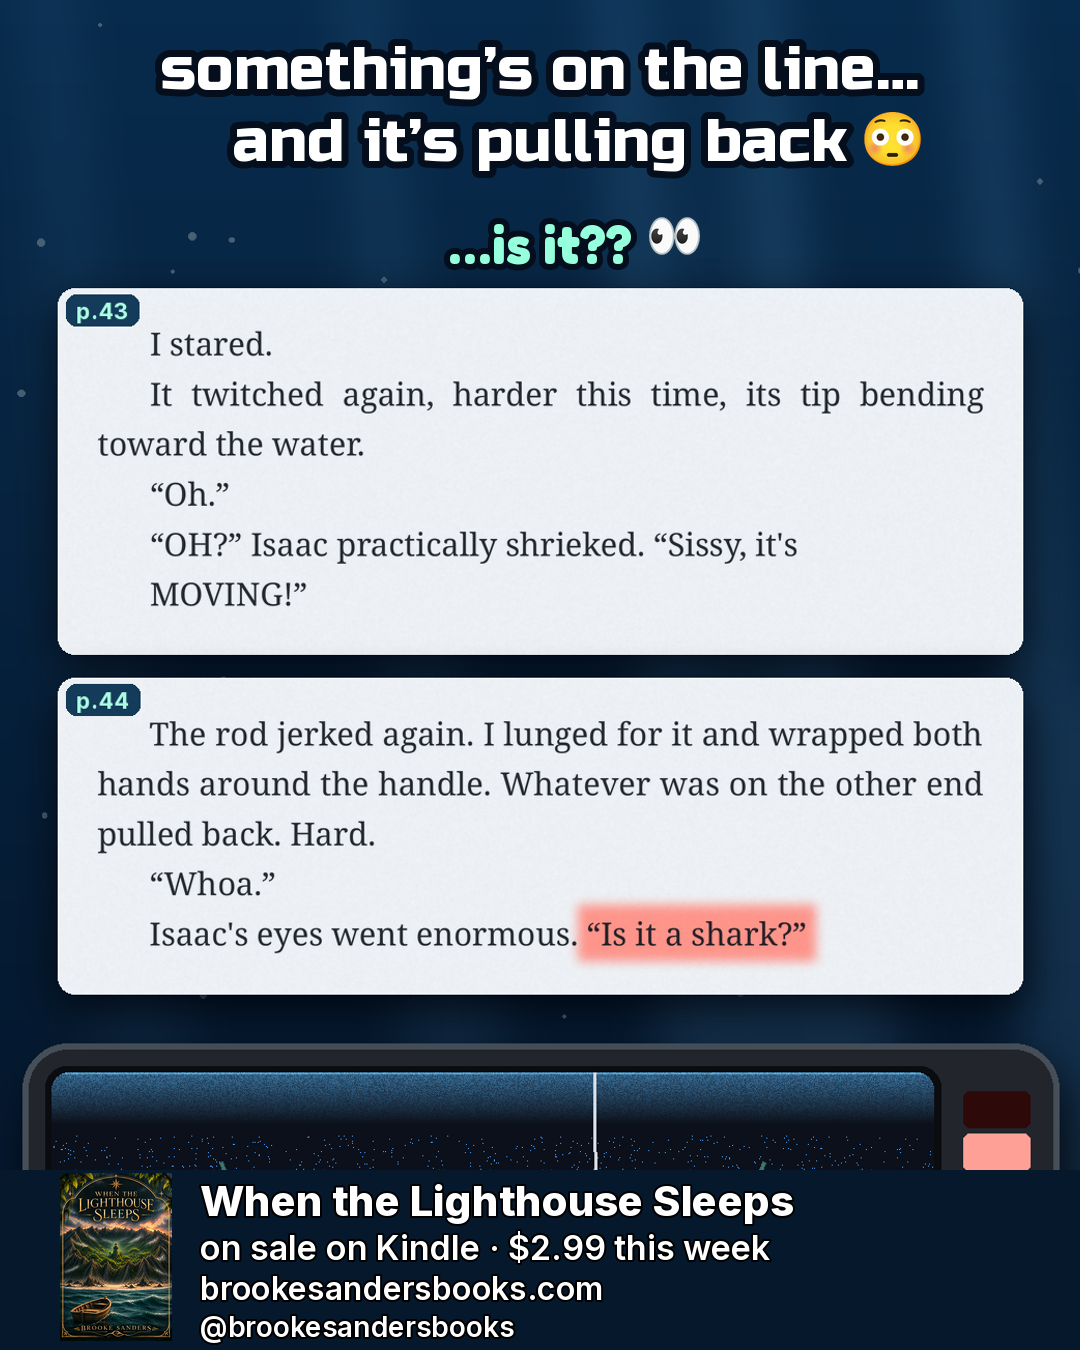 something’s on the line...
and it’s pulling back 😳
...is it?? 👀
p.43
I stared.
It twitched again, harder this time, its tip bending
toward the water.
“Oh.”
“OH?” Isaac practically shrieked. “Sissy, it's
MOVING!”
p.44
The rod jerked again. I lunged for it and wrapped both
hands around the handle. Whatever was on the other end
pulled back. Hard.
“Whoa.”
Isaac's eyes went enormous. “Is it a shark?”
WHEN THE
LIGHTHOUSE
SLEEPS
BROOKE SANDERS
When the Lighthouse Sleeps
on sale on Kindle · $2.99 this week
brookesandersbooks.com
@brookesandersbooks